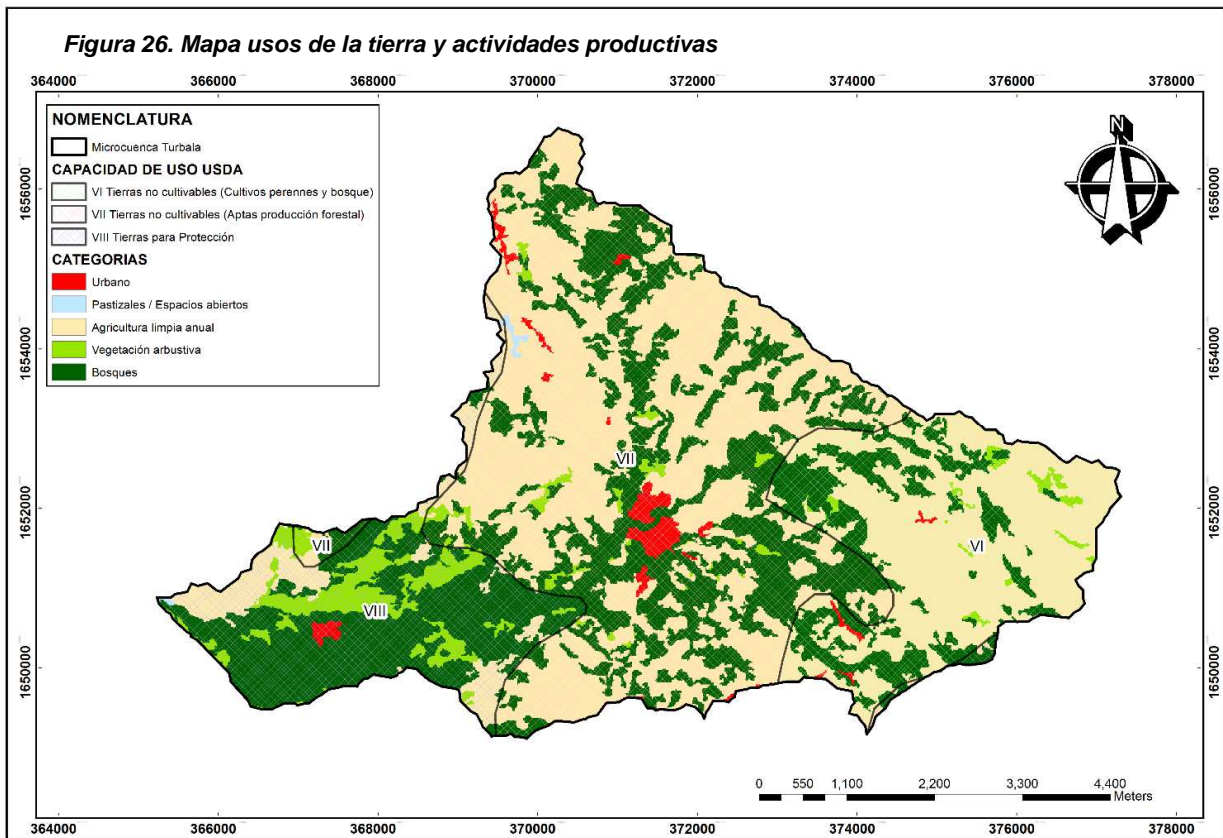 Figura 26. Mapa usos de la tierra y actividades productivas
364000 366000 368000 370000 372000 374000 376000 378000
NOMENCLATURA
Microcuenca Turbala
CAPACIDAD DE USO USDA
VI Tierras no cultivables (Cultivos perennes y bosque)
VII Tierras no cultivables (Aptas producción forestal)
VIII Tierras para Protección
CATEGORIAS
Urbano
Pastizales / Espacios abiertos
Agricultura limpia anual
Vegetación arbustiva
Bosques
N
1656000 1656000
1654000 1654000
VII
1652000 1652000
VII
VI
VIII
1650000 1650000
0 550 1,100 2,200 3,300 4,400
Meters
364000 366000 368000 370000 372000 374000 376000 378000